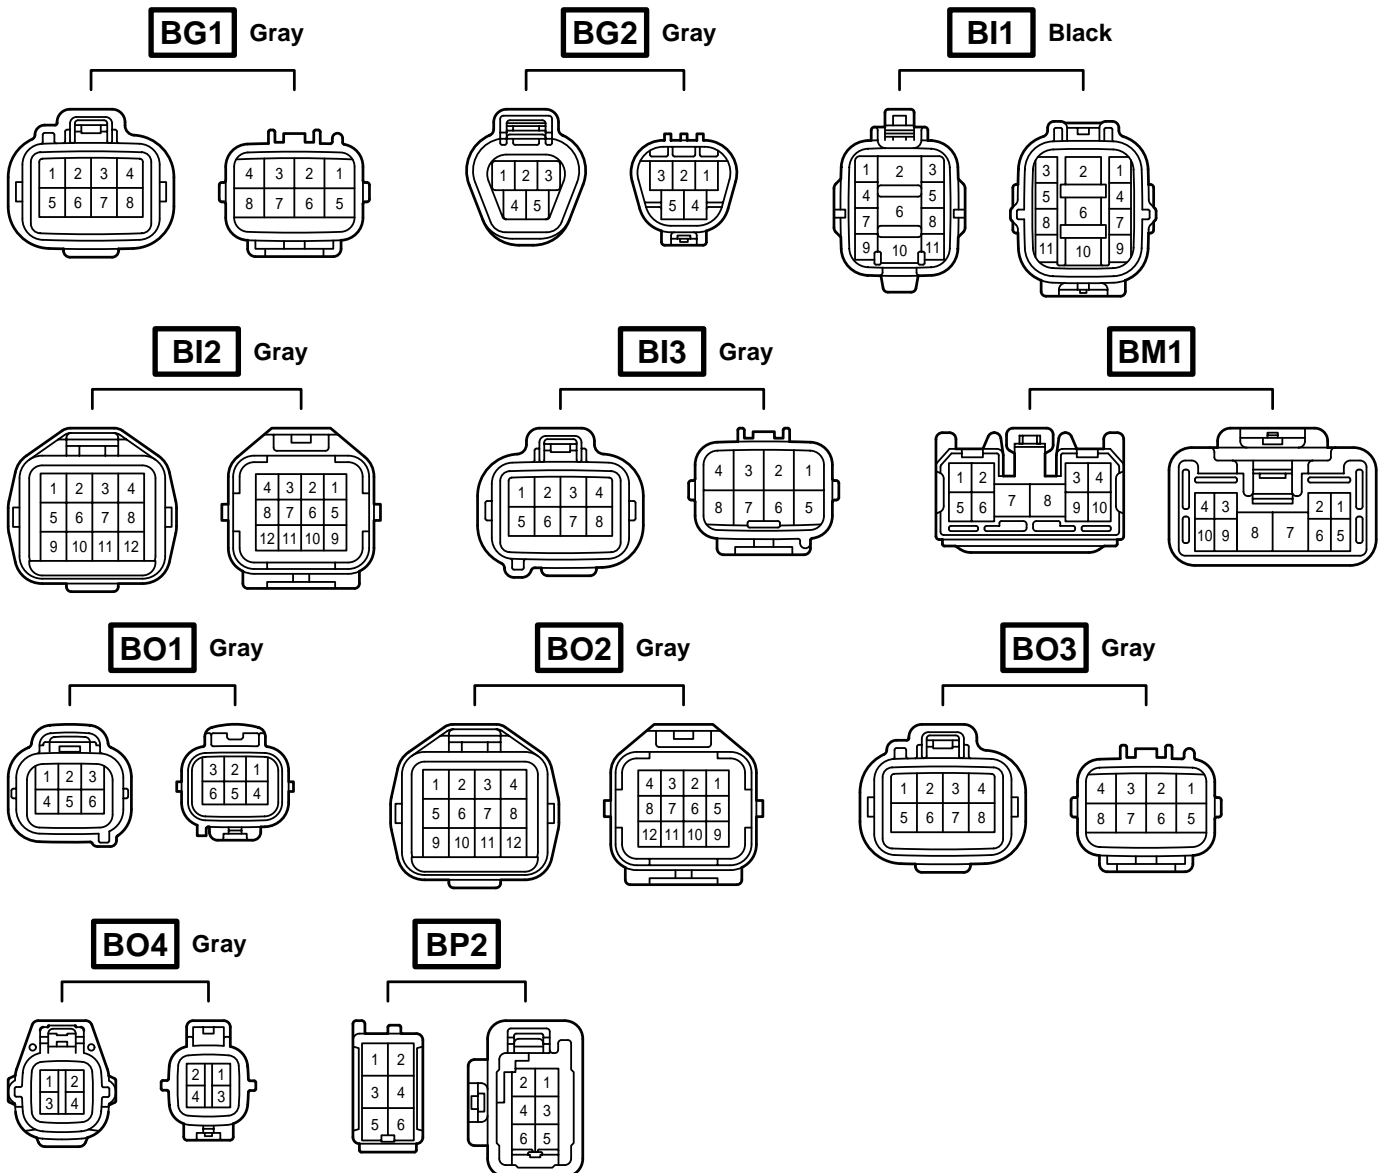 BG1 Gray
BG2 Gray
BI1 Black
1 2 3 4
5 6 7 8
4 3 2 1
8 7 6 5
1 2 3
4 5
3 2 1
5 4
1 2 3
4 5
6
7 8
9 10 11
3 2 1
5 4
6
8 7
11 10 9
BI2 Gray
BI3 Gray
BM1
1 2 3 4
5 6 7 8
9 10 11 12
4 3 2 1
8 7 6 5
12 11 10 9
1 2 3 4
5 6 7 8
4 3 2 1
8 7 6 5
1 2 3 4
5 6 7 8 9 10
4 3 2 1
10 9 8 7 6 5
BO1 Gray
BO2 Gray
BO3 Gray
1 2 3
4 5 6
3 2 1
6 5 4
1 2 3 4
5 6 7 8
9 10 11 12
4 3 2 1
8 7 6 5
12 11 10 9
1 2 3 4
5 6 7 8
4 3 2 1
8 7 6 5
BO4 Gray
BP2
1 2
3 4
2 1
4 3
1 2
3 4
5 6
2 1
4 3
6 5